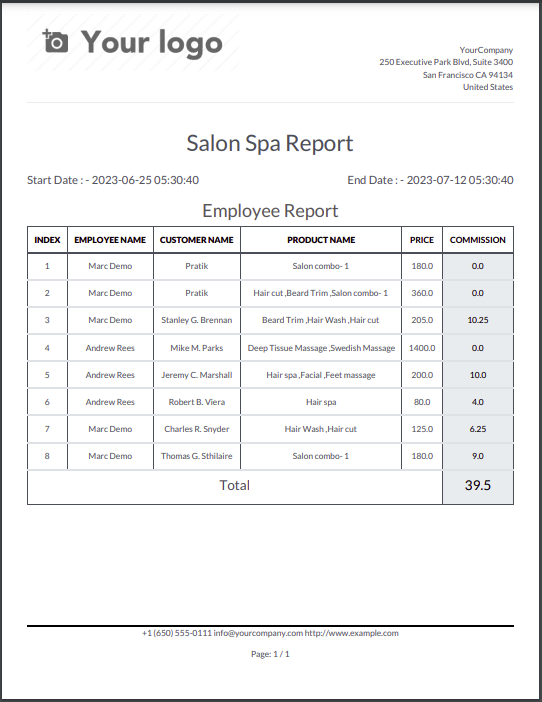 Your logo
YourCompany
250 Executive Park Blvd, Suite 3400
San Francisco CA 94134
United States
Salon Spa Report
Start Date : - 2023-06-25 05:30:40 End Date : - 2023-07-12 05:30:40
Employee Report
INDEX EMPLOYEE NAME CUSTOMER NAME PRODUCT NAME PRICE COMMISSION
1 Marc Demo Pratik Salon combo- 1 180.0 0.0
2 Marc Demo Pratik Hair cut ,Beard Trim ,Salon combo- 1 360.0 0.0
3 Marc Demo Stanley G. Brennan Beard Trim ,Hair Wash ,Hair cut 205.0 10.25
4 Andrew Rees Mike M. Parks Deep Tissue Massage ,Swedish Massage 1400.0 0.0
5 Andrew Rees Jeremy C. Marshall Hair spa ,Facial ,Feet massage 200.0 10.0
6 Andrew Rees Robert B. Viera Hair spa 80.0 4.0
7 Marc Demo Charles R. Snyder Hair Wash ,Hair cut 125.0 6.25
8 Marc Demo Thomas G. Sthilaire Salon combo- 1 180.0 9.0
Total 39.5
+1 (650) 555-0111 info@yourcompany.com http://www.example.com
Page: 1 / 1